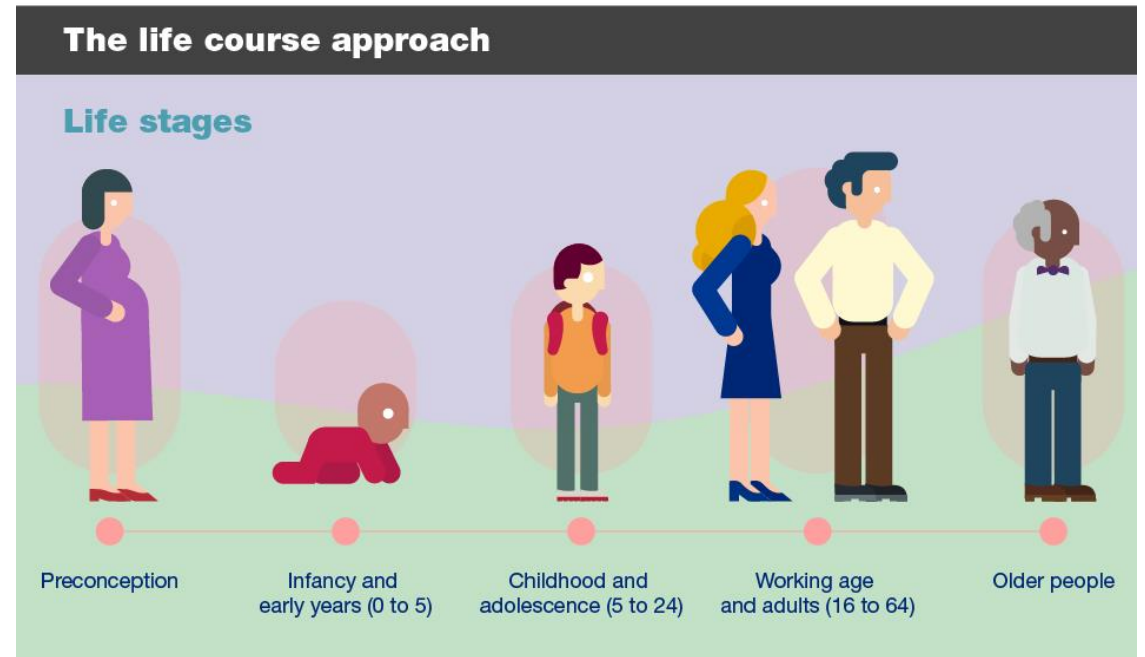 The life course approach
Life stages
Preconception
Infancy and
early years (0 to 5)
Childhood and
adolescence (5 to 24)
Working age
and adults (16 to 64)
Older people